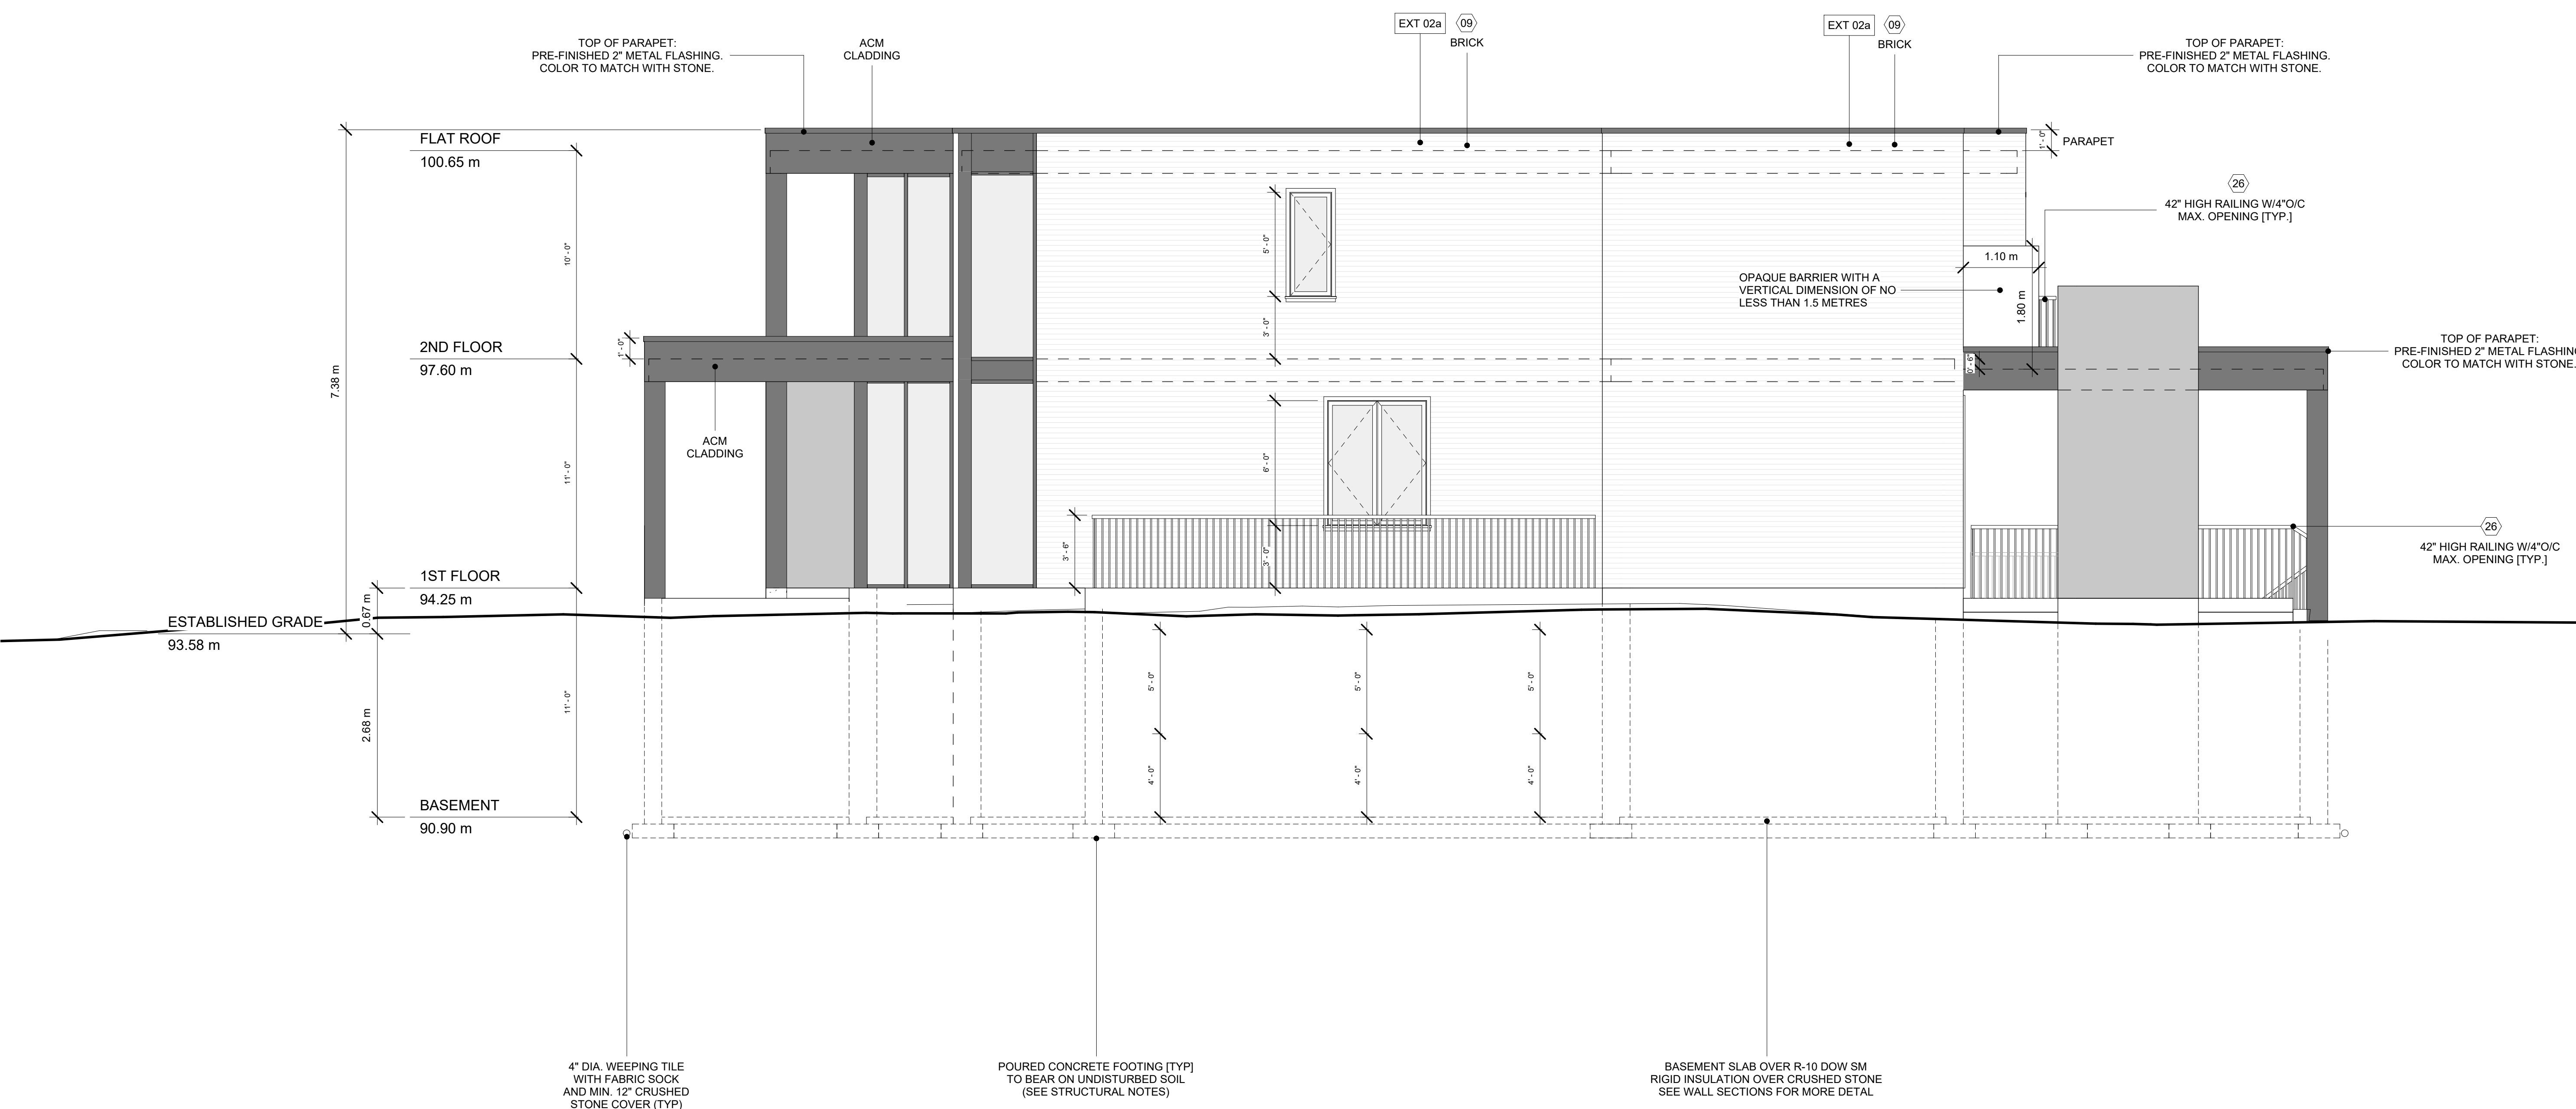 EXT 02a
09
BRICK
EXT 02a
09
BRICK
TOP OF PARAPET:
PRE-FINISHED 2" METAL FLASHING.
COLOR TO MATCH WITH STONE.
ACM
CLADDING
TOP OF PARAPET:
PRE-FINISHED 2" METAL FLASHING.
COLOR TO MATCH WITH STONE.
FLAT ROOF
100.65 m
1' - 0"
PARAPET
26
42" HIGH RAILING W/4"O/C
MAX. OPENING [TYP.]
10' - 0"
5' - 0"
3' - 0"
1.10 m
OPAQUE BARRIER WITH A
VERTICAL DIMENSION OF NO
LESS THAN 1.5 METRES
1.80 m
2ND FLOOR
97.60 m
1' - 0"
0' - 6"
TOP OF PARAPET:
PRE-FINISHED 2" METAL FLASHING
COLOR TO MATCH WITH STONE.
7.38 m
ACM
CLADDING
11' - 0"
6' - 0"
3' - 6"
3' - 0"
26
42" HIGH RAILING W/4"O/C
MAX. OPENING [TYP.]
1ST FLOOR
94.25 m
0.67 m
ESTABLISHED GRADE
93.58 m
2.68 m
11' - 0"
5' - 0"
5' - 0"
5' - 0"
4' - 0"
4' - 0"
4' - 0"
BASEMENT
90.90 m
4" DIA. WEEPING TILE
WITH FABRIC SOCK
AND MIN. 12" CRUSHED
STONE COVER (TYP)
POURED CONCRETE FOOTING [TYP]
TO BEAR ON UNDISTURBED SOIL
(SEE STRUCTURAL NOTES)
BASEMENT SLAB OVER R-10 DOW SM
RIGID INSULATION OVER CRUSHED STONE
SEE WALL SECTIONS FOR MORE DETAL